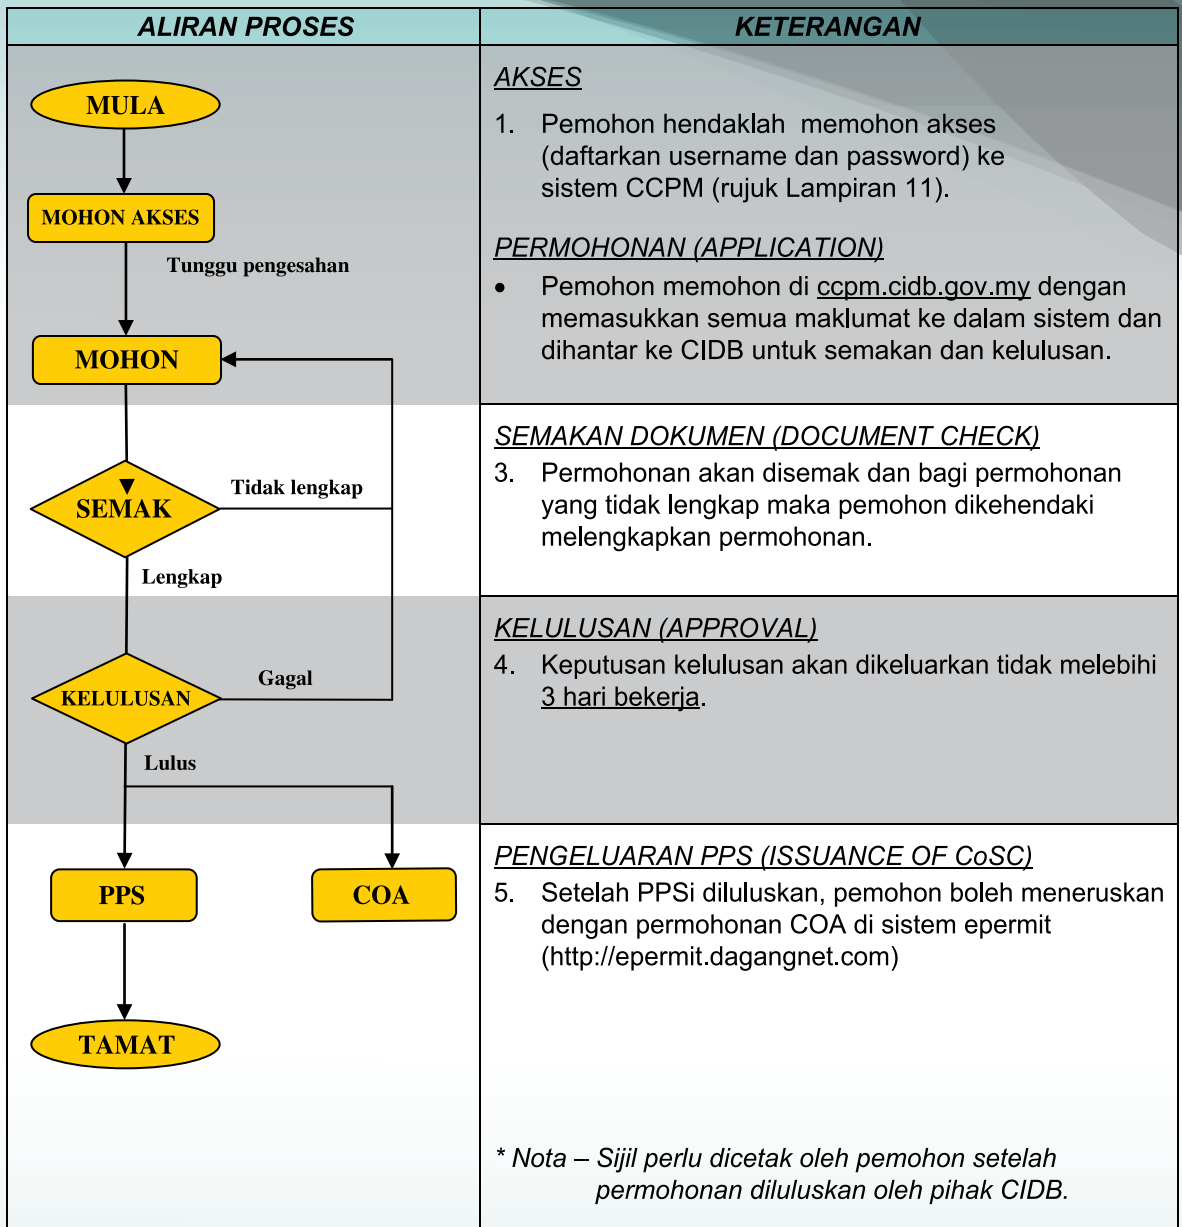 ALIRAN PROSES
KETERANGAN
MULA
MOHON AKSES
Tunggu pengesahan
MOHON
SEMAK
Tidak lengkap
Lengkap
KELULUSAN
Gagal
Lulus
PPS
COA
TAMAT
AKSES
1. Pemohon hendaklah memohon akses
(daftarkan username dan password) ke
sistem CCPM (rujuk Lampiran 11).
PERMOHONAN (APPLICATION)
• Pemohon memohon di ccpm.cidb.gov.my dengan
memasukkan semua maklumat ke dalam sistem dan
dihantar ke CIDB untuk semakan dan kelulusan.
SEMAKAN DOKUMEN (DOCUMENT CHECK)
3. Permohonan akan disemak dan bagi permohonan
yang tidak lengkap maka pemohon dikehendaki
melengkapkan permohonan.
KELULUSAN (APPROVAL)
4. Keputusan kelulusan akan dikeluarkan tidak melebihi
3 hari bekerja.
PENGELUARAN PPS (ISSUANCE OF CoSC)
5. Setelah PPSi diluluskan, pemohon boleh meneruskan
dengan permohonan COA di sistem epermit
(http://epermit.dagangnet.com)
* Nota – Sijil perlu dicetak oleh pemohon setelah
permohonan diluluskan oleh pihak CIDB.